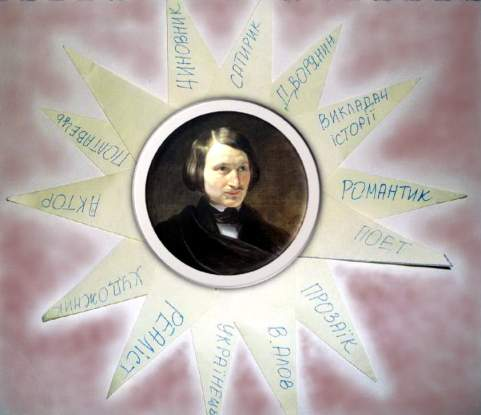 ЧИНОВНИК
САТИРИК
ДВОРЯНИН
ВИКЛАДАЧ
ІСТОРІЇ
РОМАНТИК
ПОЕТ
ПРОЗАЇК
В. АЛОВ
УКРАЇНЕЦЬ
РЕАЛІСТ
ХУДОЖНИК
АКТОР
ПОЛТАВЕЦЬ